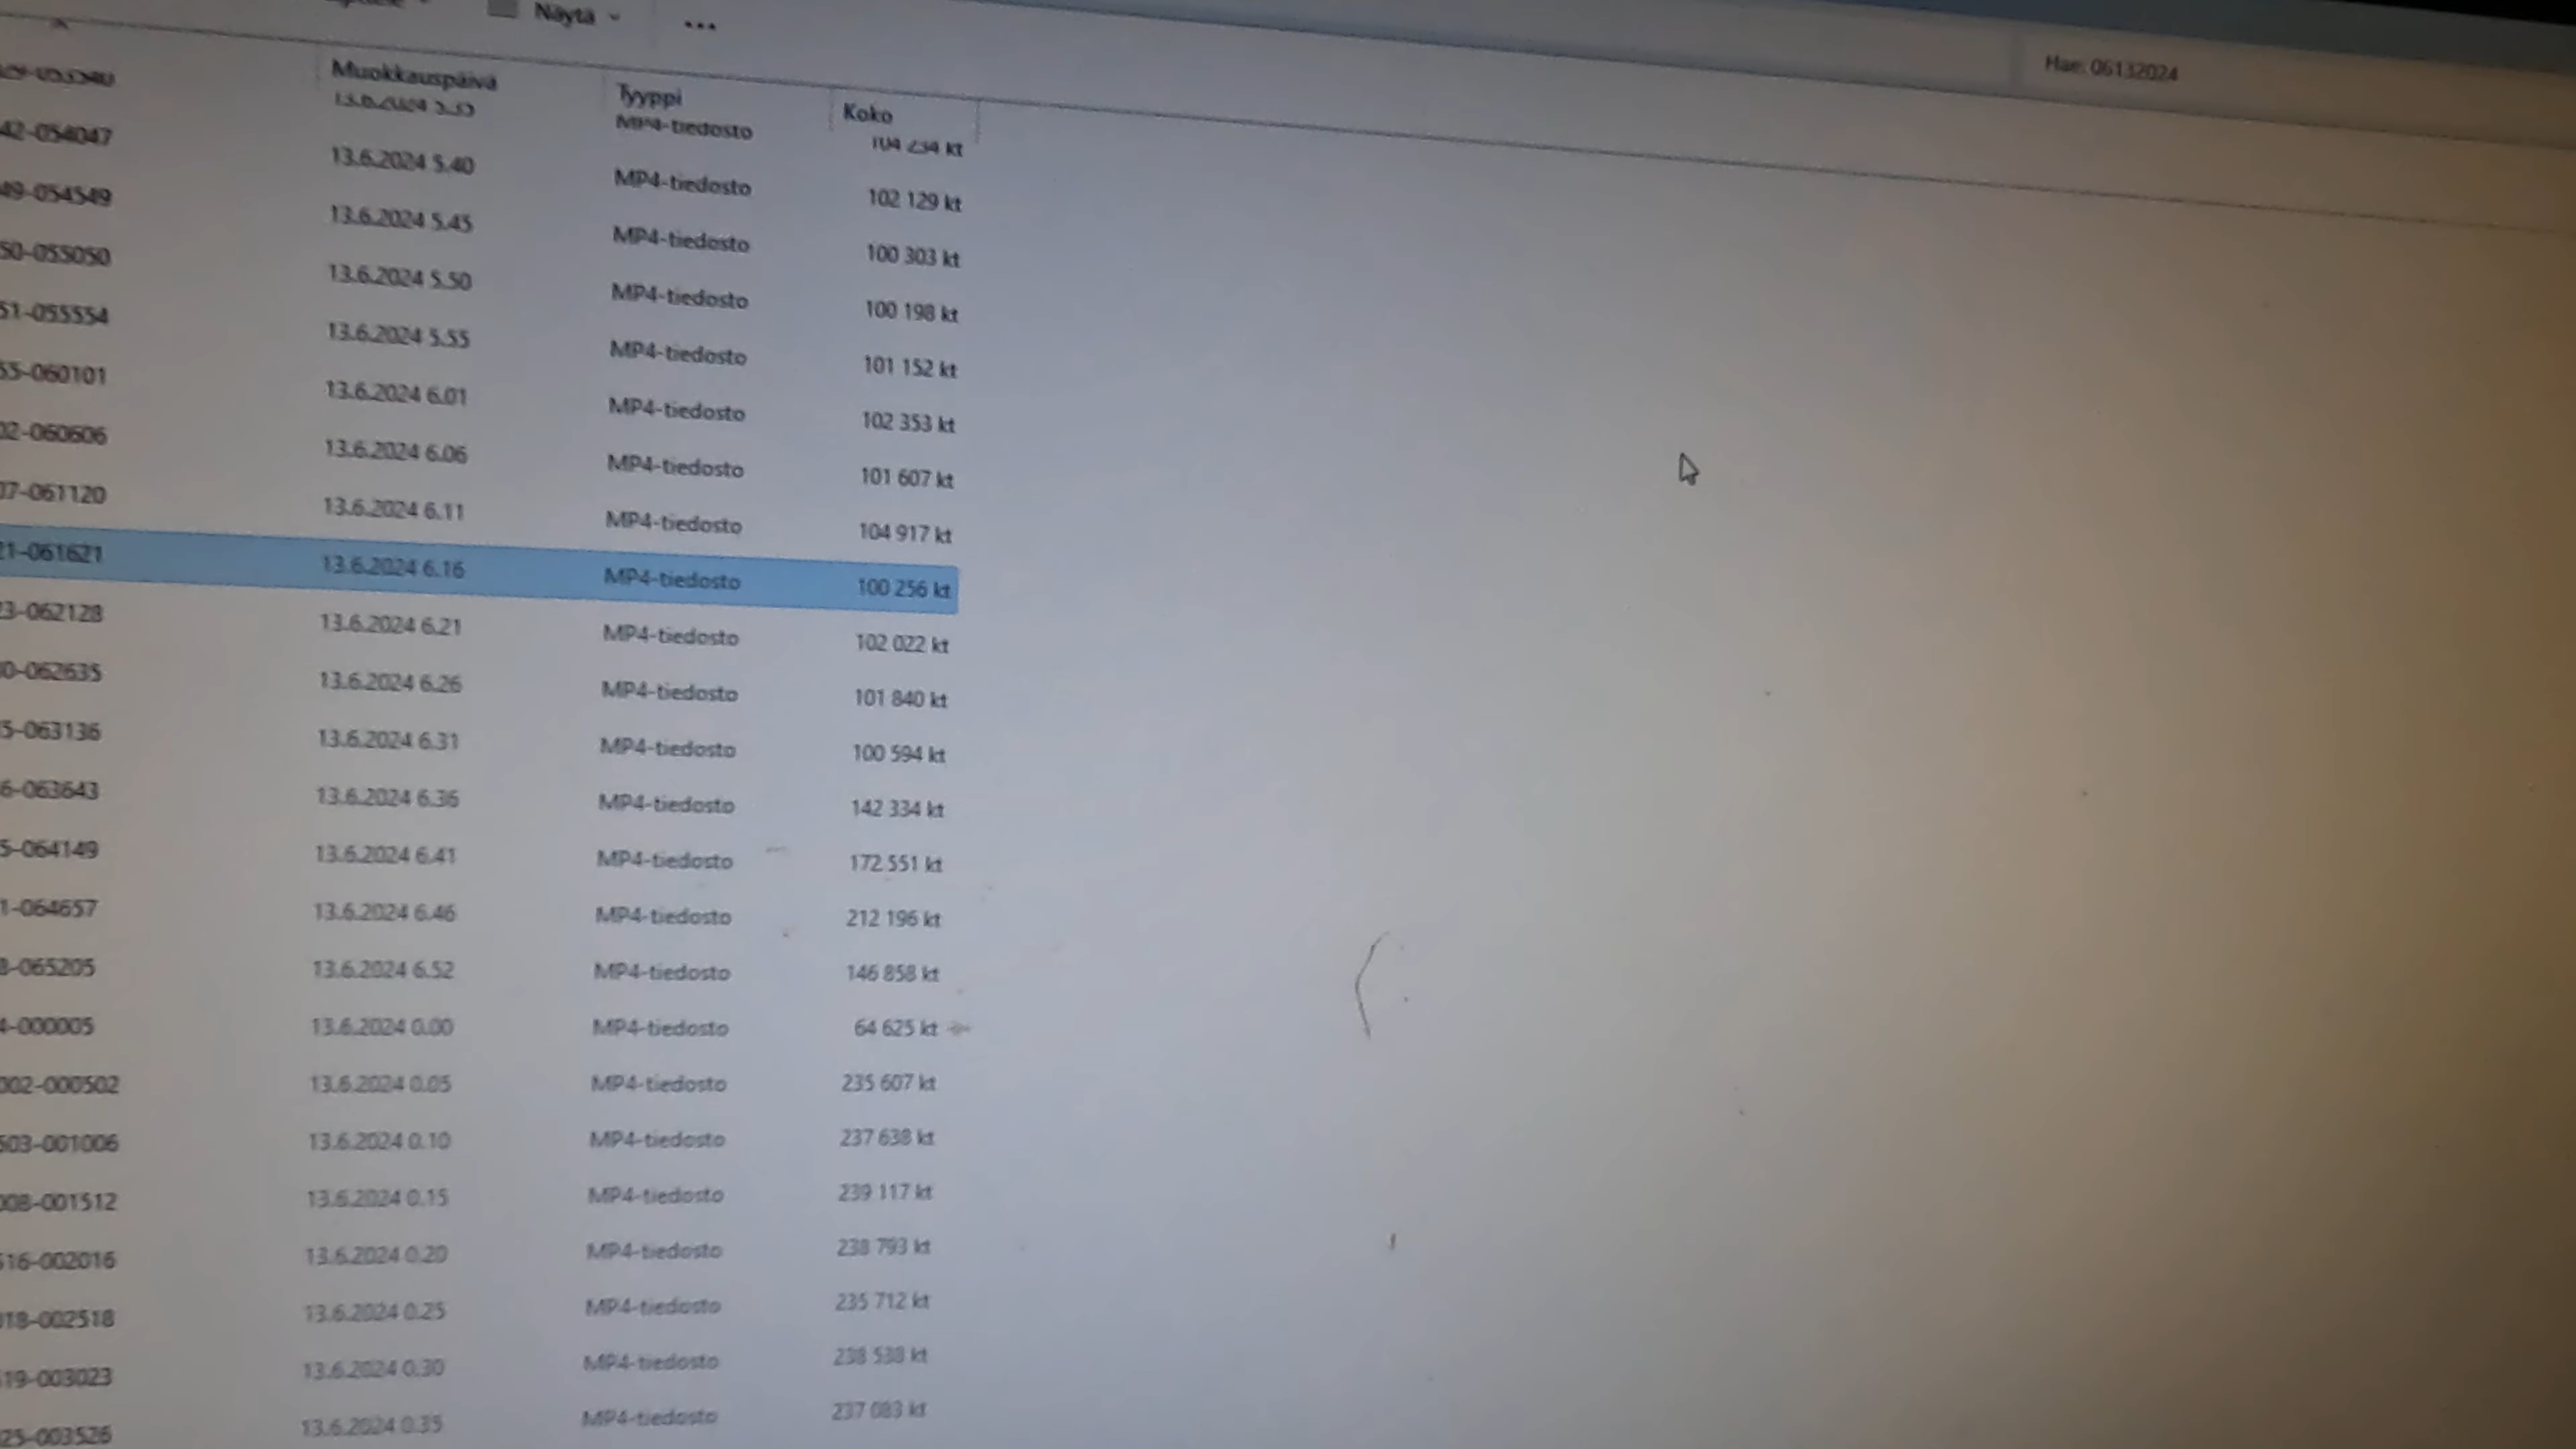 Näytä
...
Hae: 06132024
Muokkauspäivä Tyyppi Koko
MP4-tiedosto 104 234 kt
42-054047 13.6.2024 5.40 MP4-tiedosto 102 129 kt
49-054549 13.6.2024 5.45 MP4-tiedosto 100 303 kt
50-055050 13.6.2024 5.50 MP4-tiedosto 100 198 kt
51-055554 13.6.2024 5.55 MP4-tiedosto 101 152 kt
55-060101 13.6.2024 6.01 MP4-tiedosto 102 353 kt
02-060606 13.6.2024 6.06 MP4-tiedosto 101 607 kt
07-061120 13.6.2024 6.11 MP4-tiedosto 104 917 kt
21-061621 13.6.2024 6.16 MP4-tiedosto 100 256 kt
23-062128 13.6.2024 6.21 MP4-tiedosto 102 022 kt
0-062635 13.6.2024 6.26 MP4-tiedosto 101 840 kt
5-063136 13.6.2024 6.31 MP4-tiedosto 100 594 kt
6-063643 13.6.2024 6.36 MP4-tiedosto 142 334 kt
5-064149 13.6.2024 6.41 MP4-tiedosto 172 551 kt
1-064657 13.6.2024 6.46 MP4-tiedosto 212 196 kt
8-065205 13.6.2024 6.52 MP4-tiedosto 146 858 kt
4-000005 13.6.2024 0.00 MP4-tiedosto 64 625 kt
002-000502 13.6.2024 0.05 MP4-tiedosto 235 607 kt
503-001006 13.6.2024 0.10 MP4-tiedosto 237 638 kt
008-001512 13.6.2024 0.15 MP4-tiedosto 239 117 kt
516-002016 13.6.2024 0.20 MP4-tiedosto 238 793 kt
018-002518 13.6.2024 0.25 MP4-tiedosto 235 712 kt
19-003023 13.6.2024 0.30 MP4-tiedosto 238 538 kt
25-003526 13.6.2024 0.35 MP4-tiedosto 237 083 kt